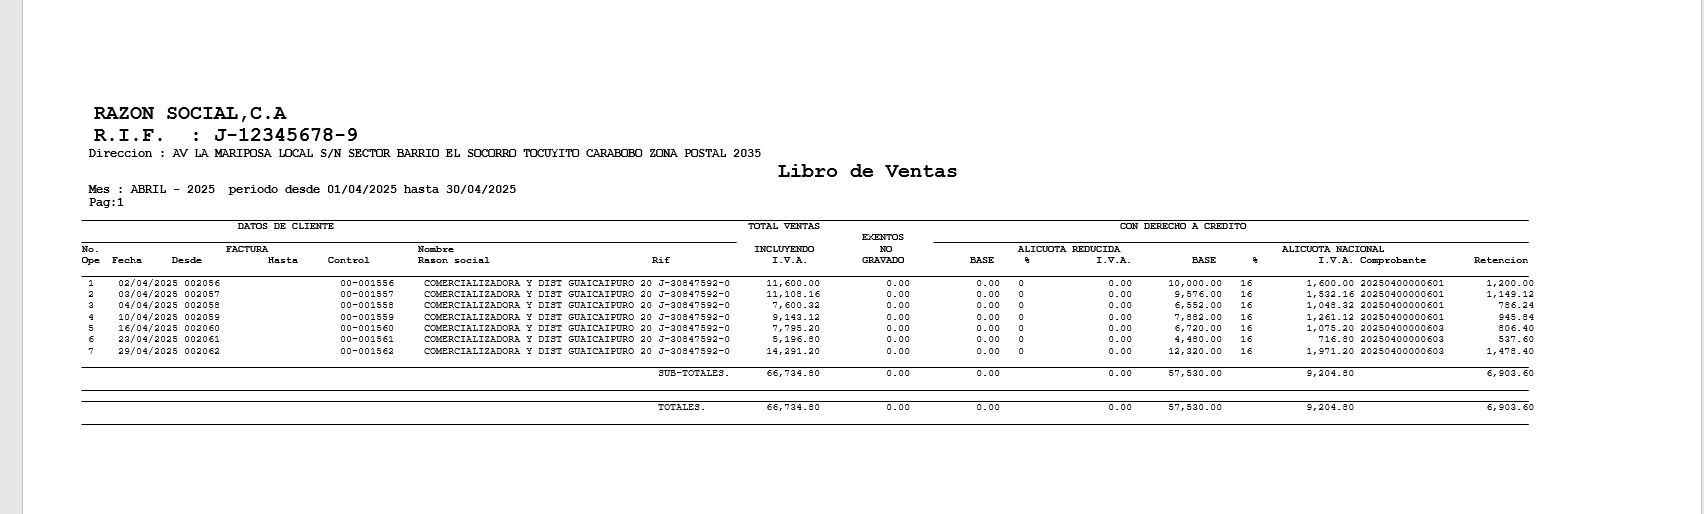 RAZON SOCIAL,C.A
R.I.F.  : J-12345678-9
Direccion : AV LA MARIPOSA LOCAL S/N SECTOR BARRIO EL SOCORRO TOCUYITO CARABOBO ZONA POSTAL 2035
Libro de Ventas
Mes : ABRIL - 2025  periodo desde 01/04/2025 hasta 30/04/2025
Pag:1
DATOS DE CLIENTE TOTAL VENTAS CON DERECHO A CREDITO
EXENTOS
No. FACTURA Nombre INCLUYENDO NO ALICUOTA REDUCIDA ALICUOTA NACIONAL
Ope Fecha Desde Hasta Control Razon social Rif I.V.A. GRAVADO BASE % I.V.A. BASE % I.V.A. Comprobante Retencion
1 02/04/2025 002056 00-001556 COMERCIALIZADORA Y DIST GUAICAIPURO 20 J-30847592-0 11,600.00 0.00 0.00 0 0.00 10,000.00 16 1,600.00 20250400000601 1,200.00
2 03/04/2025 002057 00-001557 COMERCIALIZADORA Y DIST GUAICAIPURO 20 J-30847592-0 11,108.16 0.00 0.00 0 0.00 9,576.00 16 1,532.16 20250400000601 1,149.12
3 04/04/2025 002058 00-001558 COMERCIALIZADORA Y DIST GUAICAIPURO 20 J-30847592-0 7,600.32 0.00 0.00 0 0.00 6,552.00 16 1,048.32 20250400000601 786.24
4 10/04/2025 002059 00-001559 COMERCIALIZADORA Y DIST GUAICAIPURO 20 J-30847592-0 9,143.12 0.00 0.00 0 0.00 7,882.00 16 1,261.12 20250400000601 945.84
5 16/04/2025 002060 00-001560 COMERCIALIZADORA Y DIST GUAICAIPURO 20 J-30847592-0 7,795.20 0.00 0.00 0 0.00 6,720.00 16 1,075.20 20250400000603 806.40
6 23/04/2025 002061 00-001561 COMERCIALIZADORA Y DIST GUAICAIPURO 20 J-30847592-0 5,196.80 0.00 0.00 0 0.00 4,480.00 16 716.80 20250400000603 537.60
7 29/04/2025 002062 00-001562 COMERCIALIZADORA Y DIST GUAICAIPURO 20 J-30847592-0 14,291.20 0.00 0.00 0 0.00 12,320.00 16 1,971.20 20250400000603 1,478.40
SUB-TOTALES. 66,734.80 0.00 0.00 0.00 57,530.00 9,204.80 6,903.60
TOTALES. 66,734.80 0.00 0.00 0.00 57,530.00 9,204.80 6,903.60